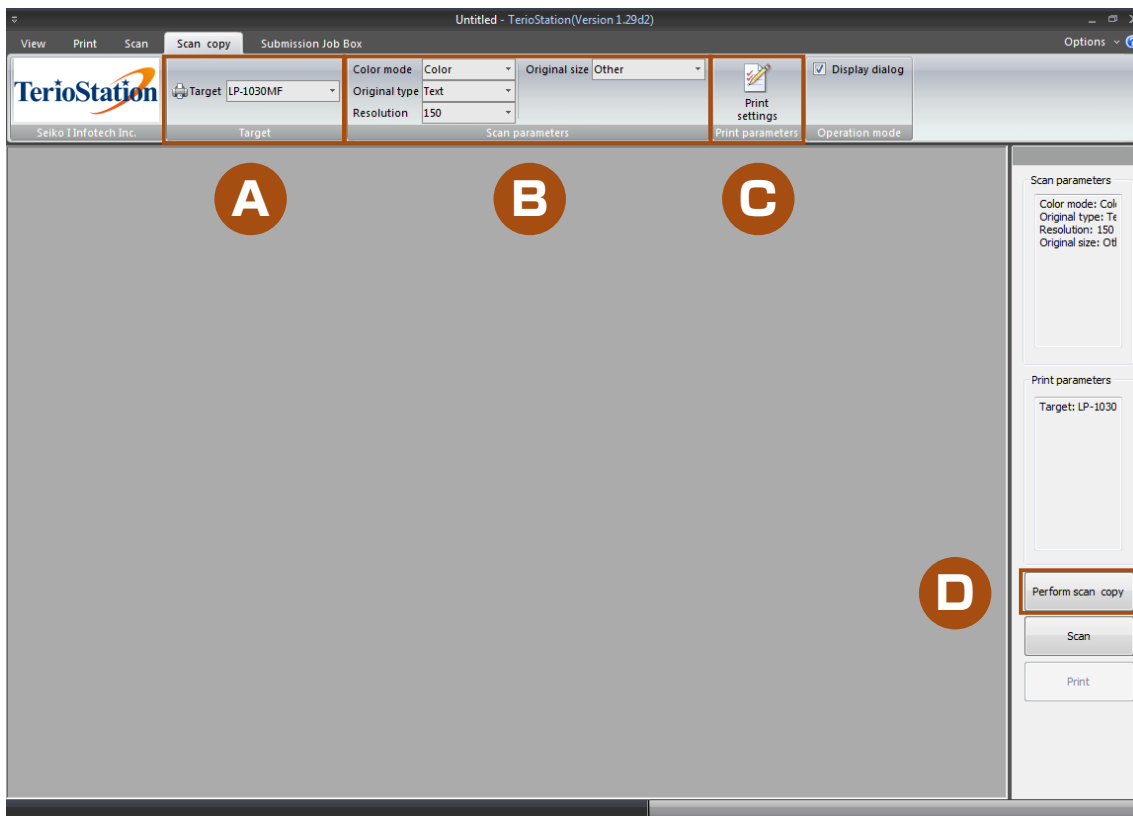 Untitled - TerioStation(Version 1.29d2)
View Print Scan Scan copy Submission Job Box Options
TerioStation
Seiko I Infotech Inc.
Target LP-1030MF
Target
Color mode Color
Original type Text
Resolution 150
Original size Other
Scan parameters
Print
settings
Print parameters
Display dialog
Operation mode
A
B
C
D
Scan parameters
Color mode: Col
Original type: Te
Resolution: 150
Original size: Otl
Print parameters
Target: LP-1030
Perform scan copy
Scan
Print